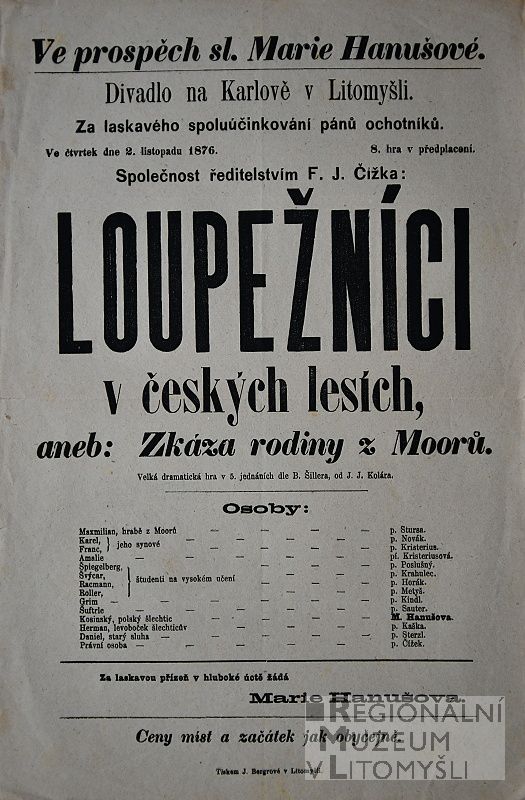 Ve prospěch sl. Marie Hanušové.
Divadlo na Karlově v Litomyšli.
Za laskavého spoluúčinkování pánů ochotníků.
Ve čtvrtek dne 2. listopadu 1876. 8. hra v předplacení.
Společnost ředitelstvím F. J. Čížka:
LOUPEŽNÍCI
v českých lesích,
aneb: Zkáza rodiny z Moorů.
Velká dramatická hra v 5. jednáních dle B. Šillera, od J. J. Kolára.
Osoby:
Maxmilian, hrabě z Moorů — — — — — p. Štursa.
Karel, } jeho synové — — — — — p. Novák.
Franc, — — — — — p. Kristerius.
Amalie — — — — — — pí. Kristeriusová.
Špiegelberg, — — — — p. Poslušný.
Švýcar, } studenti na vysokém učení — — — — p. Krahulec.
Racmann, — — — — p. Horák.
Roller, — — — — p. Metyš.
Grim — — — — — — p. Kindl.
Šuftrle — — — — — — p. Sauter.
Kosinský, polský šlechtic — — — — — M. Hanušova.
Herman, levoboček šlechticův — — — — — p. Kaška.
Daniel, starý sluha — — — — — — p. Šterzl.
Právní osoba — — — — — — p. Čížek.
Za laskavou přízeň v hluboké úctě žádá
Marie Hanušova
Ceny míst a začátek jak obyčejně.
Tiskem J. Bergrové v Litomyšli.
REGIONÁLNÍ
MUZEUM
V LITOMYŠLI